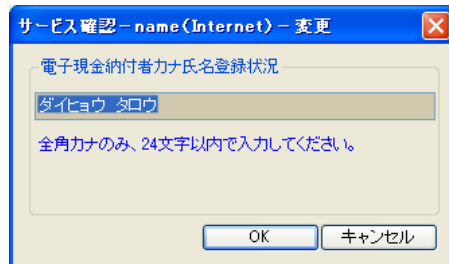 サービス確認－name(Internet)－変更
電子現金納付者カナ氏名登録状況
ダイヒョウ タロウ
全角カナのみ、24文字以内で入力してください。
OK キャンセル